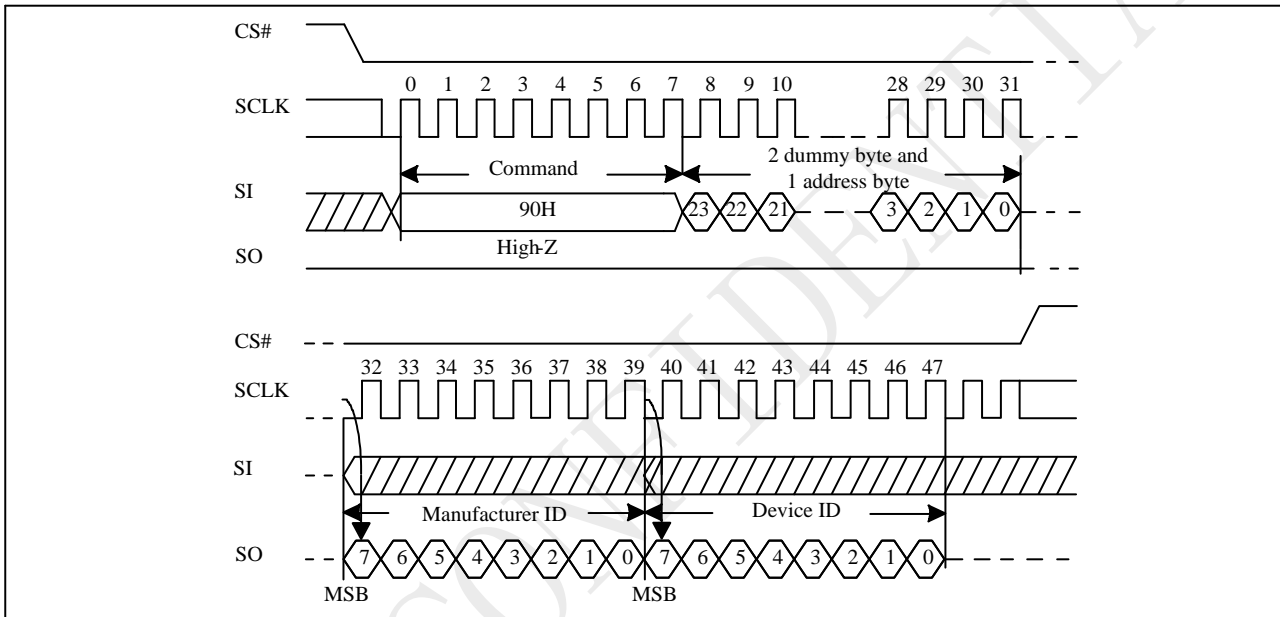 CS#
0 1 2 3 4 5 6 7 8 9 10 28 29 30 31
SCLK
Command
2 dummy byte and
1 address byte
SI
90H
23 22 21 3 2 1 0
High-Z
SO
CS#
32 33 34 35 36 37 38 39 40 41 42 43 44 45 46 47
SCLK
SI
Manufacturer ID
Device ID
SO
7 6 5 4 3 2 1 0 7 6 5 4 3 2 1 0
MSB MSB
CONFIDENTIA